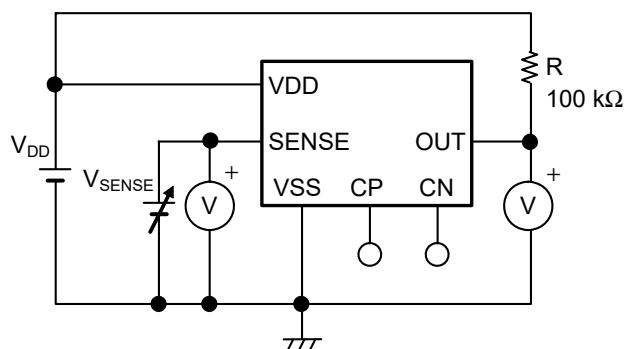 R
100 kΩ
VDD
VDD
SENSE
OUT
VSENSE
+
+
V
VSS
CP
CN
V